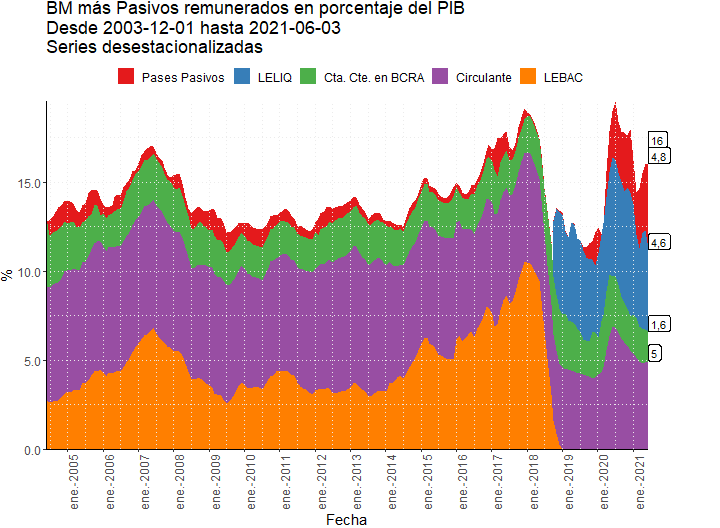 BM más Pasivos remunerados en porcentaje del PIB
Desde 2003-12-01 hasta 2021-06-03
Series desestacionalizadas
Pases Pasivos LELIQ Cta. Cte. en BCRA Circulante LEBAC
%
15.0
10.0
5.0
0.0
16
4,8
4,6
1,6
5
ene.-2005 ene.-2006 ene.-2007 ene.-2008 ene.-2009 ene.-2010 ene.-2011 ene.-2012 ene.-2013 ene.-2014 ene.-2015 ene.-2016 ene.-2017 ene.-2018 ene.-2019 ene.-2020 ene.-2021
Fecha